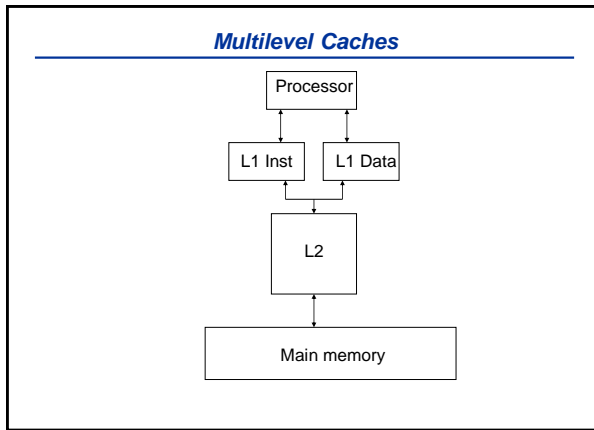 Multilevel Caches
Processor
L1 Inst
L1 Data
L2
Main memory